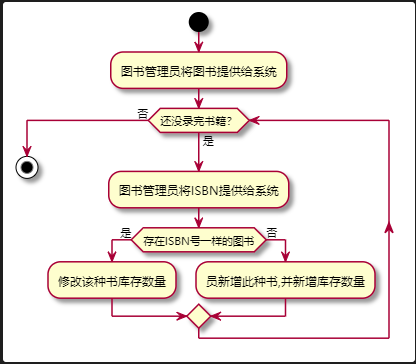 图书管理员将图书提供给系统
否
还没录完书籍?
是
图书管理员将ISBN提供给系统
是
存在ISBN号一样的图书
否
修改该种书库存数量
员新增此种书,并新增库存数量